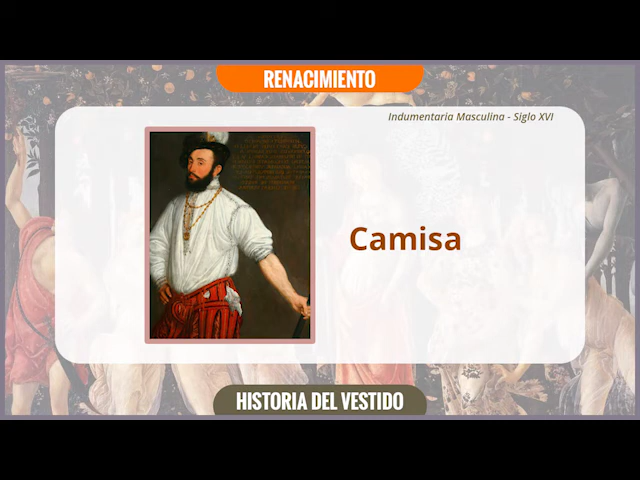 RENACIMIENTO
Indumentaria Masculina - Siglo XVI
Camisa
HISTORIA DEL VESTIDO